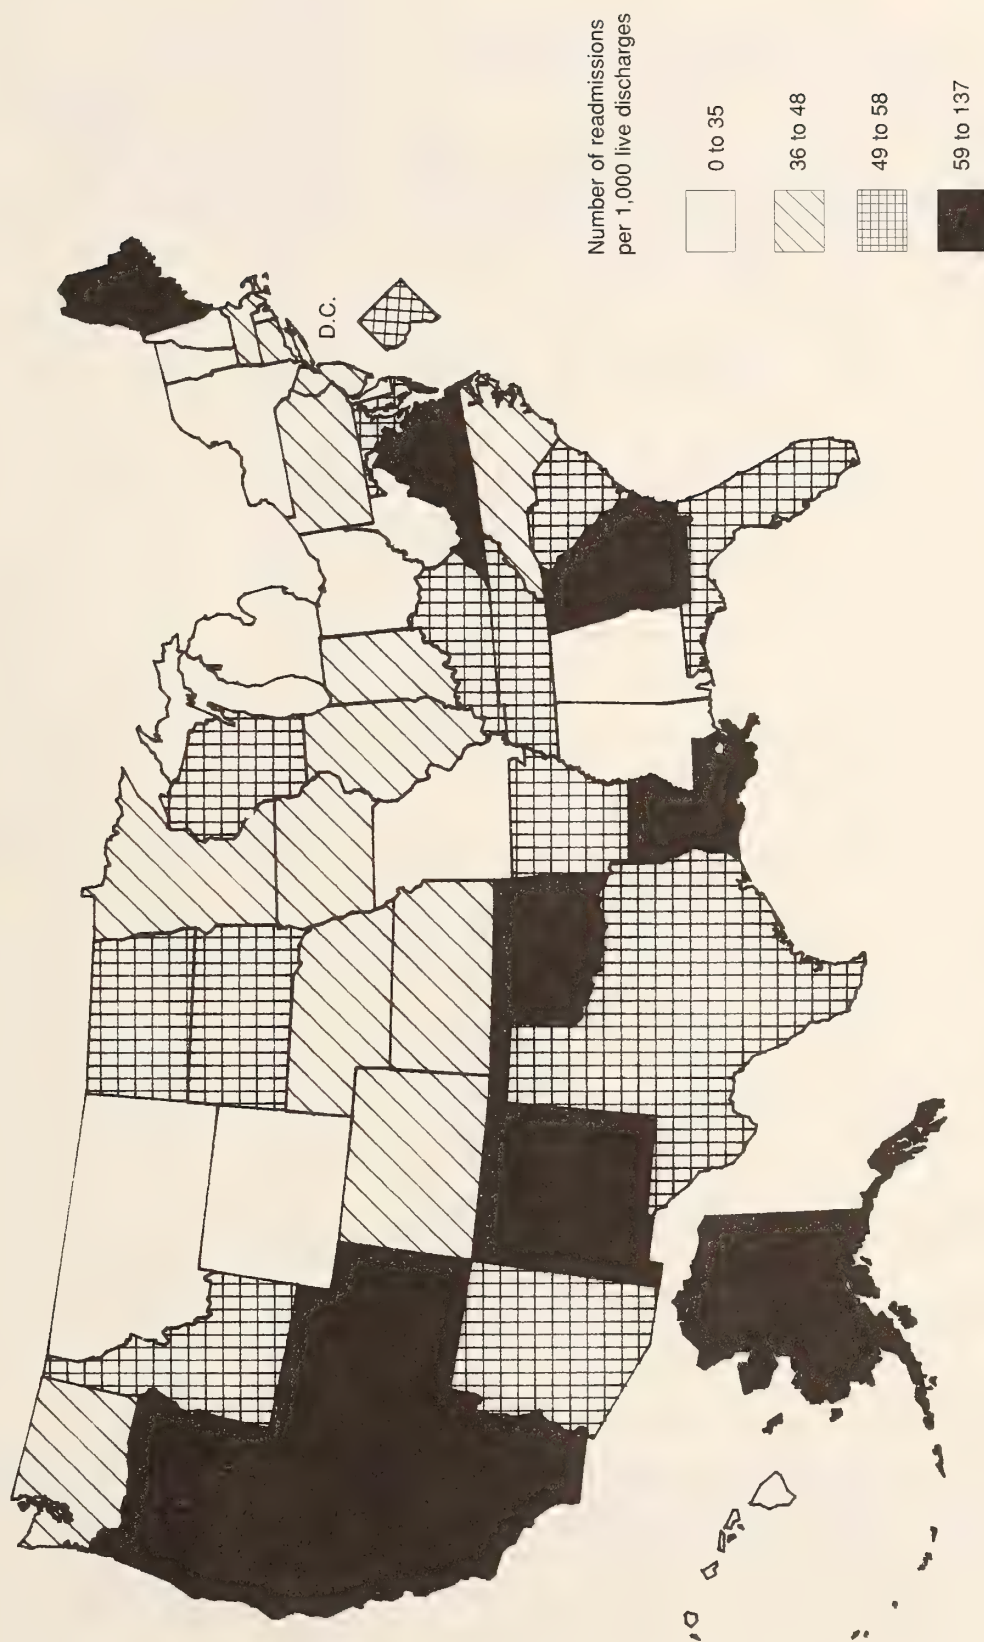 D.C.
Number of readmissions
per 1,000 live discharges
0 to 35
36 to 48
49 to 58
59 to 137